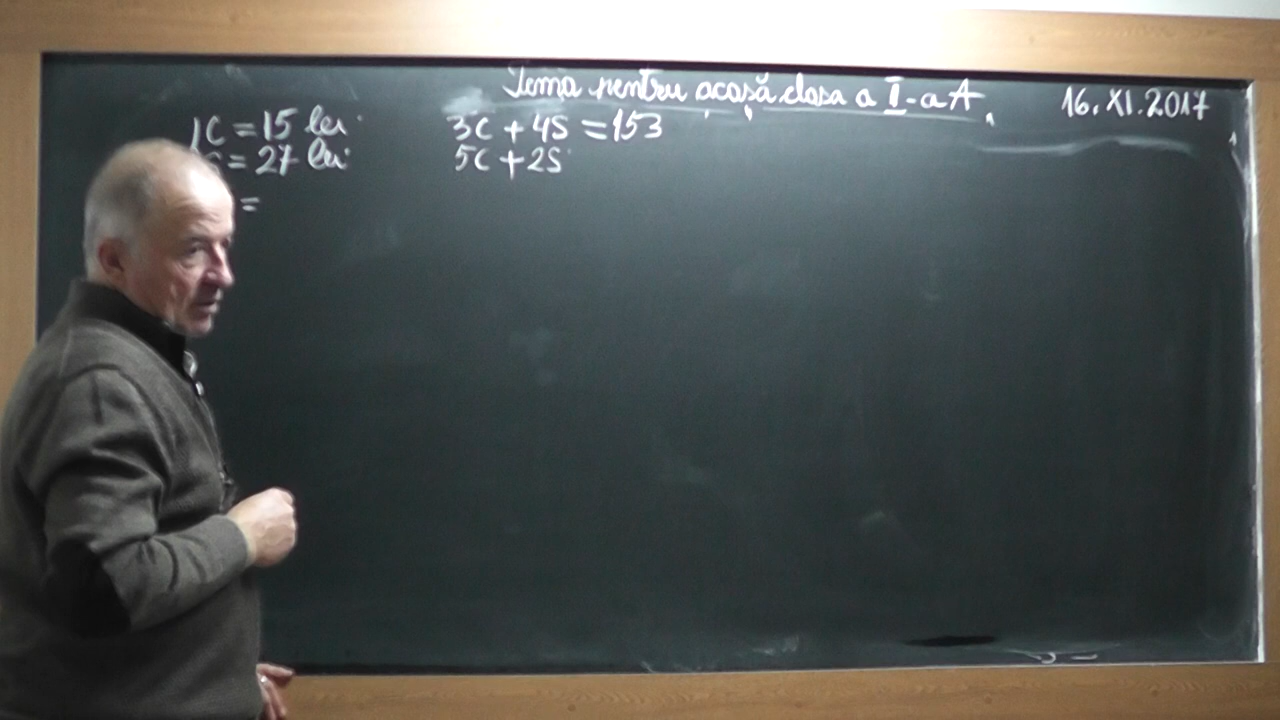 Tema pentru acasă clasa a I-a A
16.XI.2017
1C = 15 lei
= 27 lei
=
3C + 4S = 153
5C + 2S